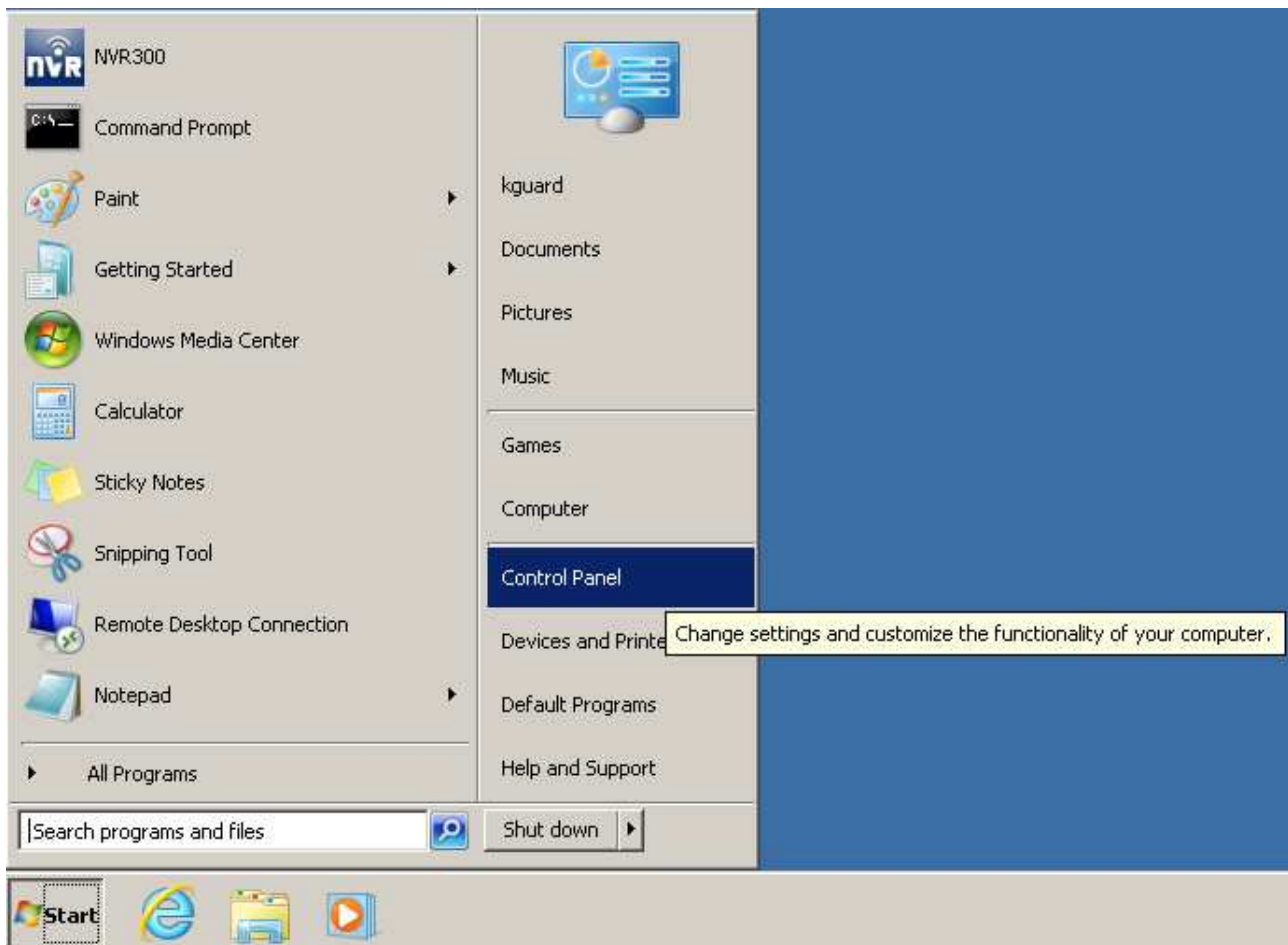 nvr
NVR300
C:\_
Command Prompt
Paint
Getting Started
Windows Media Center
Calculator
Sticky Notes
Snipping Tool
Remote Desktop Connection
Notepad
All Programs
Search programs and files
kguard
Documents
Pictures
Music
Games
Computer
Control Panel
Devices and Printe
Change settings and customize the functionality of your computer.
Default Programs
Help and Support
Shut down
Start